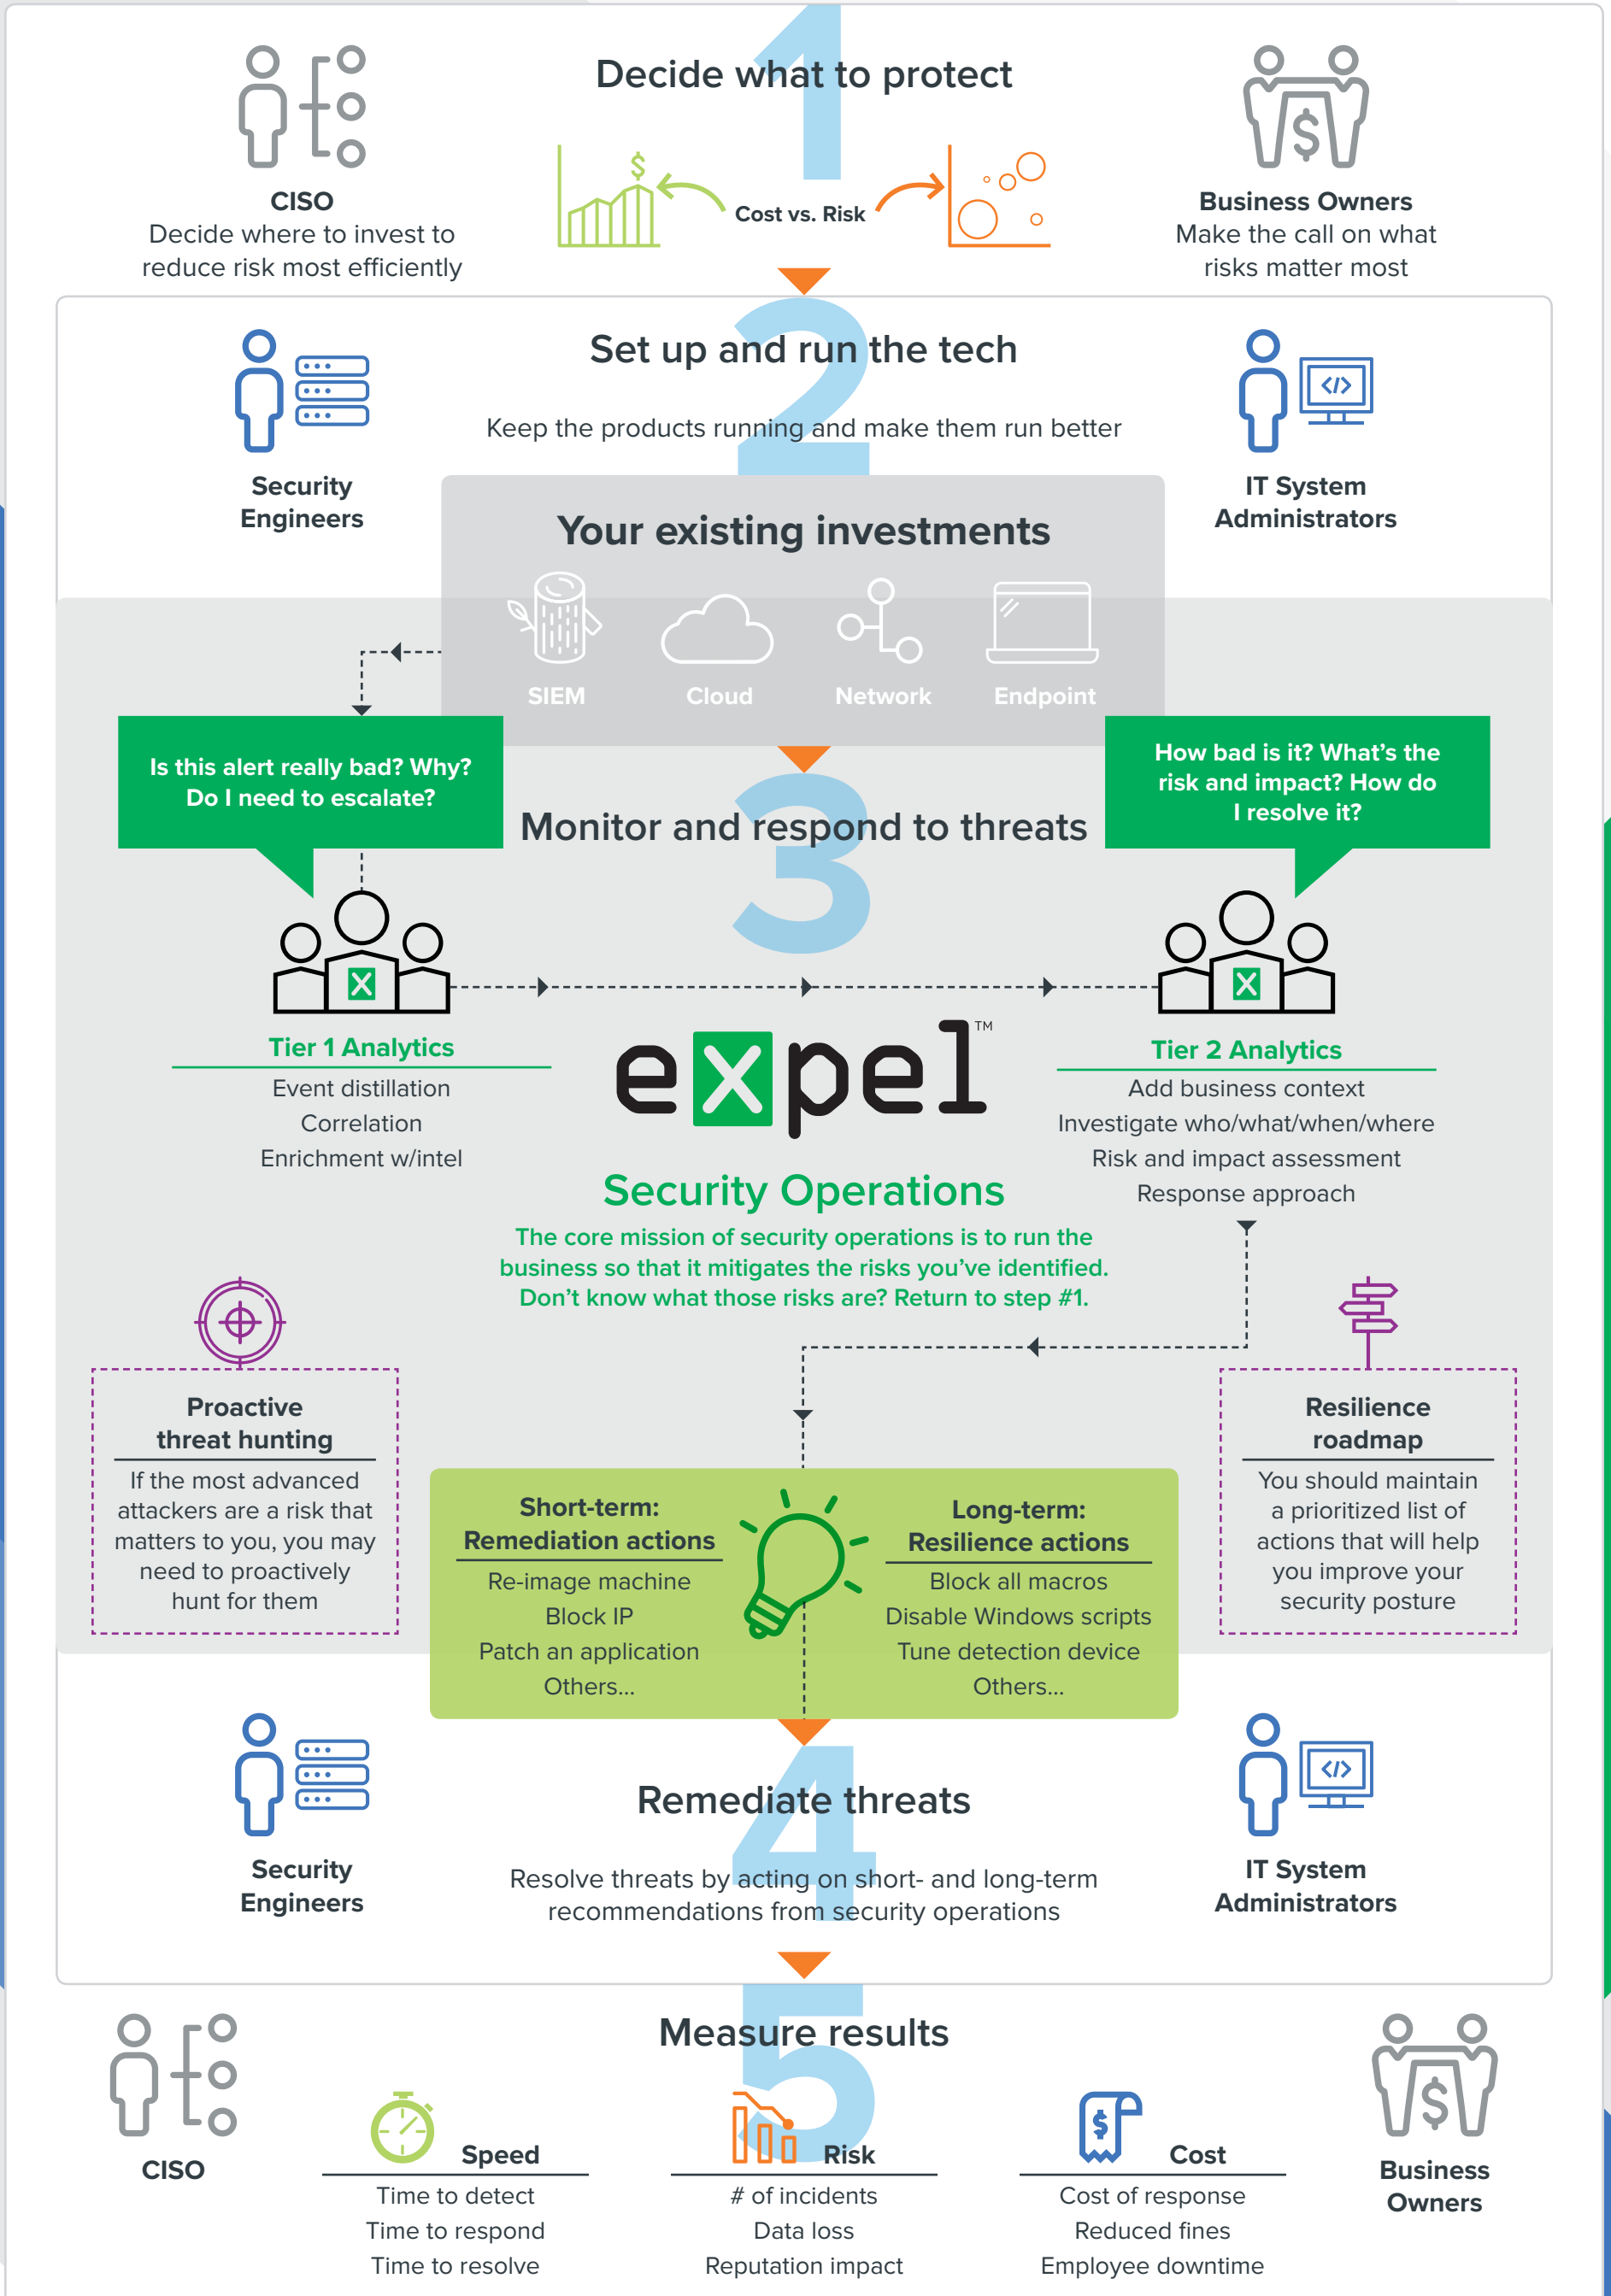 1
Decide what to protect
CISO
Decide where to invest to
reduce risk most efficiently
$
Cost vs. Risk
$
Business Owners
Make the call on what
risks matter most
2
Set up and run the tech
Keep the products running and make them run better
Security
Engineers
</>
IT System
Administrators
Your existing investments
SIEM
Cloud
Network
Endpoint
Is this alert really bad? Why?
Do I need to escalate?
How bad is it? What's the
risk and impact? How do
I resolve it?
3
Monitor and respond to threats
X
X
Tier 1 Analytics
Event distillation
Correlation
Enrichment w/intel
expel™
Tier 2 Analytics
Add business context
Investigate who/what/when/where
Risk and impact assessment
Response approach
Security Operations
The core mission of security operations is to run the
business so that it mitigates the risks you've identified.
Don't know what those risks are? Return to step #1.
Proactive
threat hunting
If the most advanced
attackers are a risk that
matters to you, you may
need to proactively
hunt for them
Short-term:
Remediation actions
Re-image machine
Block IP
Patch an application
Others...
Long-term:
Resilience actions
Block all macros
Disable Windows scripts
Tune detection device
Others...
Resilience
roadmap
You should maintain
a prioritized list of
actions that will help
you improve your
security posture
4
Remediate threats
Resolve threats by acting on short- and long-term
recommendations from security operations
Security
Engineers
</>
IT System
Administrators
5
Measure results
CISO
Speed
Time to detect
Time to respond
Time to resolve
Risk
# of incidents
Data loss
Reputation impact
$
Cost
Cost of response
Reduced fines
Employee downtime
$
Business
Owners